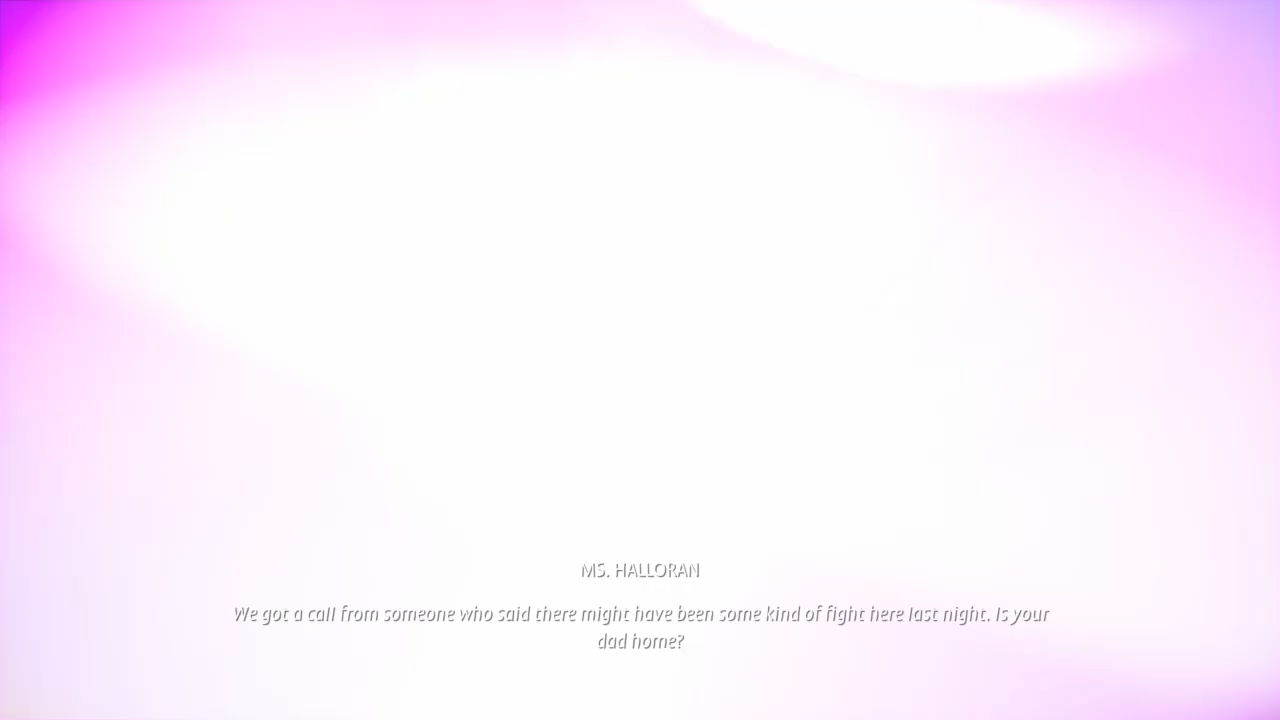 MS. HALLORAN
We got a call from someone who said there might have been some kind of fight here last night. Is your
dad home?